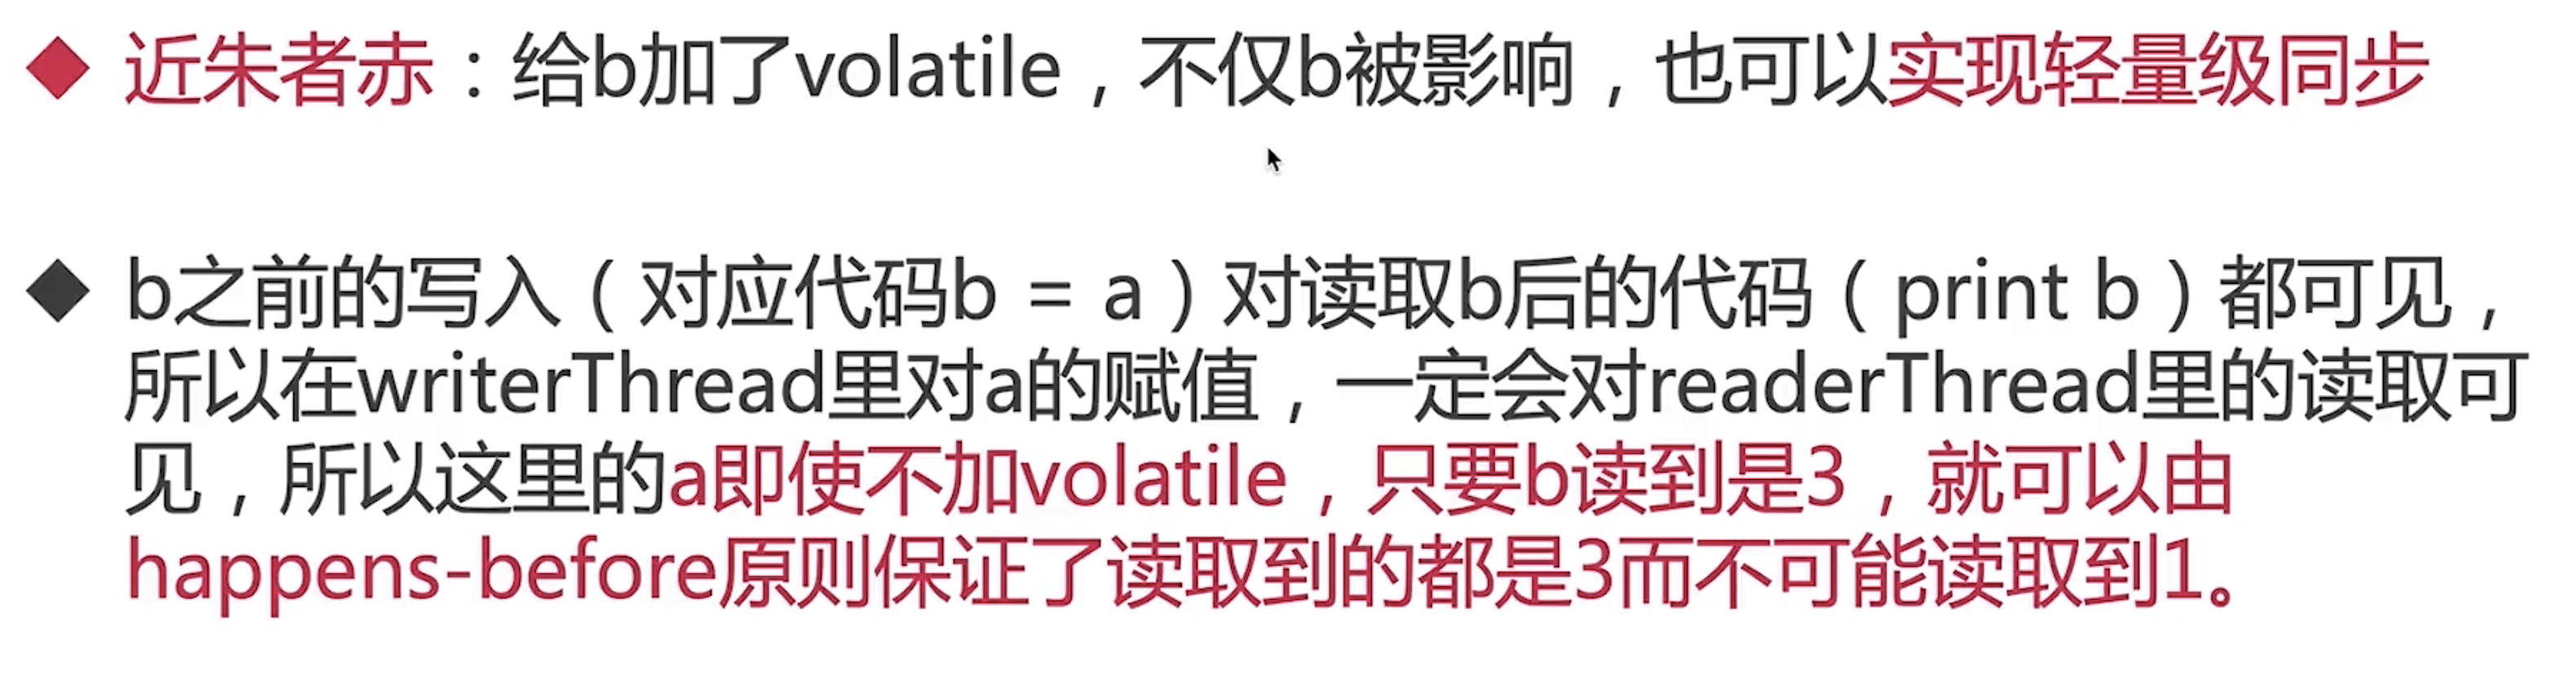 近朱者赤：给b加了volatile，不仅b被影响，也可以实现轻量级同步
b之前的写入（对应代码b = a）对读取b后的代码（print b）都可见，
所以在writerThread里对a的赋值，一定会对readerThread里的读取可
见，所以这里的a即使不加volatile，只要b读到是3，就可以由
happens-before原则保证了读取到的都是3而不可能读取到1。